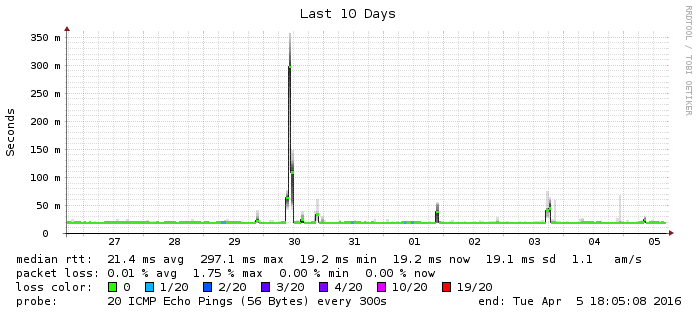 Last 10 Days
RRDTOOL / TOBI OETIKER
Seconds
350 m
300 m
250 m
200 m
150 m
100 m
50 m
0
27 28 29 30 31 01 02 03 04 05
median rtt: 21.4 ms avg 297.1 ms max 19.2 ms min 19.2 ms now 19.1 ms sd 1.1 am/s
packet loss: 0.01 % avg 1.75 % max 0.00 % min 0.00 % now
loss color: 0 1/20 2/20 3/20 4/20 10/20 19/20
probe: 20 ICMP Echo Pings (56 Bytes) every 300s end: Tue Apr 5 18:05:08 2016